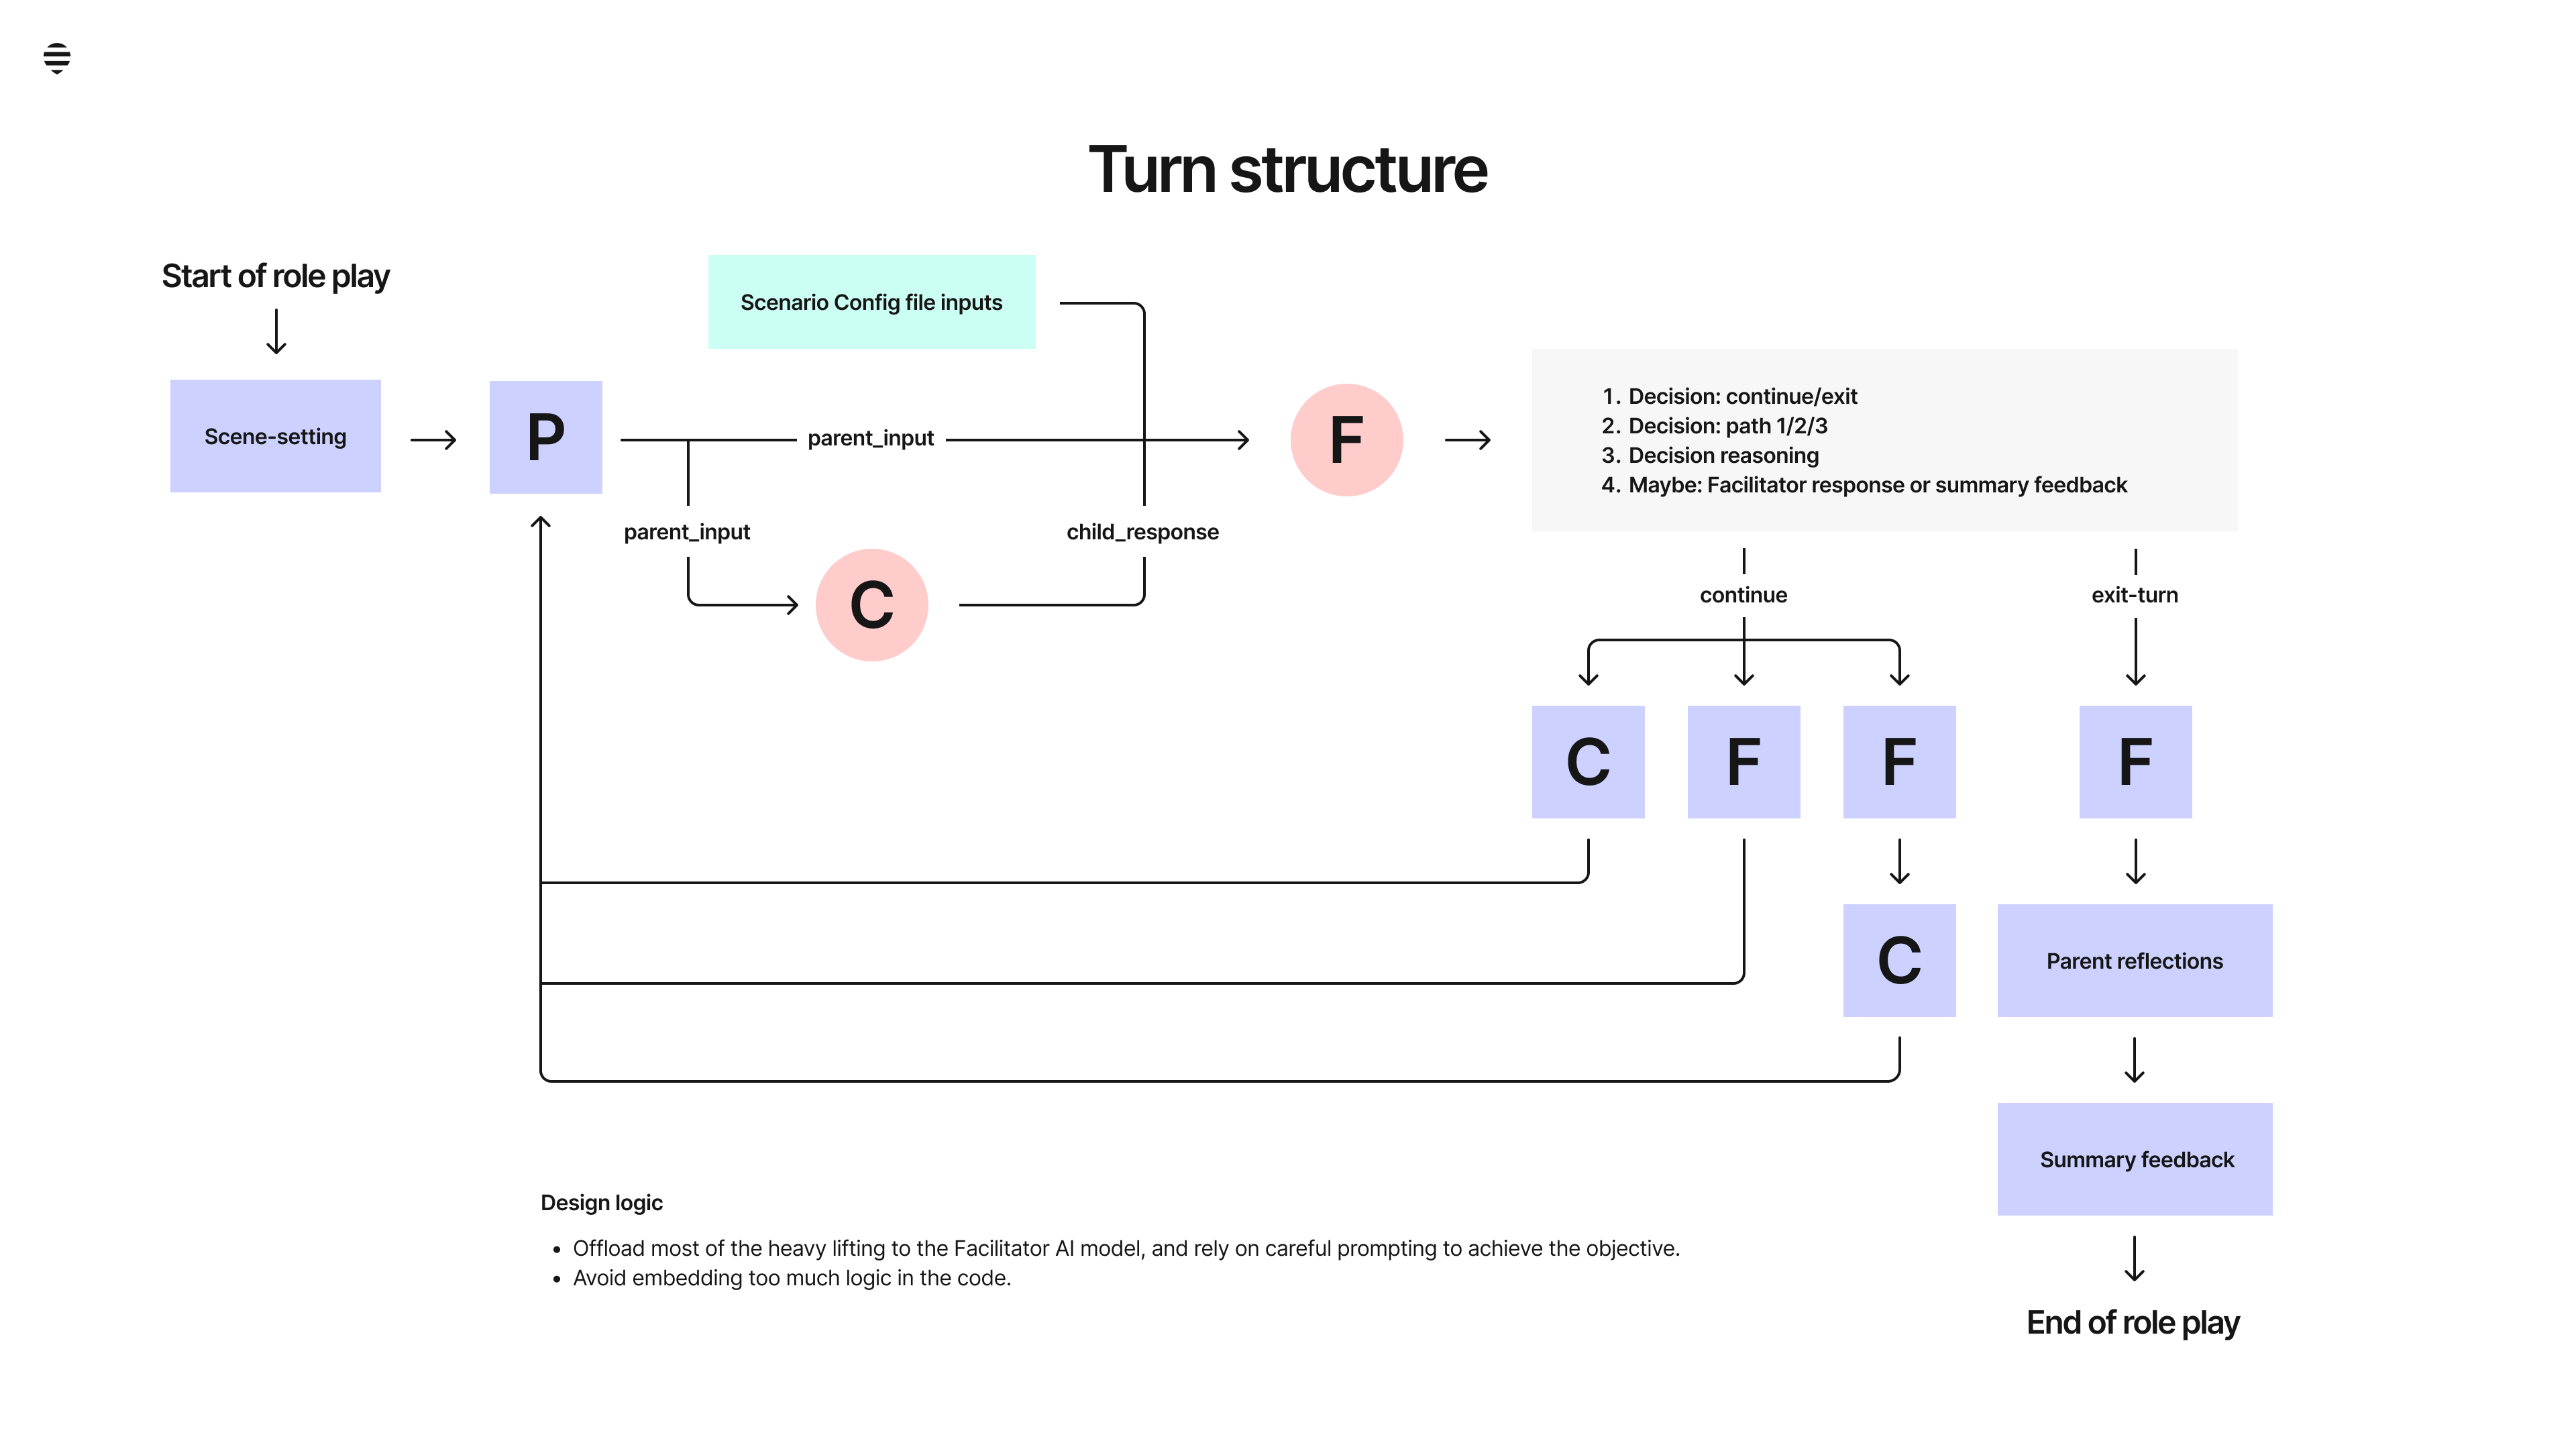 Turn structure
Start of role play
Scenario Config file inputs
Scene-setting
P
parent_input
F
1. Decision: continue/exit
2. Decision: path 1/2/3
3. Decision reasoning
4. Maybe: Facilitator response or summary feedback
parent_input
child_response
C
continue
exit-turn
C
F
F
F
C
Parent reflections
Summary feedback
Design logic
• Offload most of the heavy lifting to the Facilitator AI model, and rely on careful prompting to achieve the objective.
• Avoid embedding too much logic in the code.
End of role play